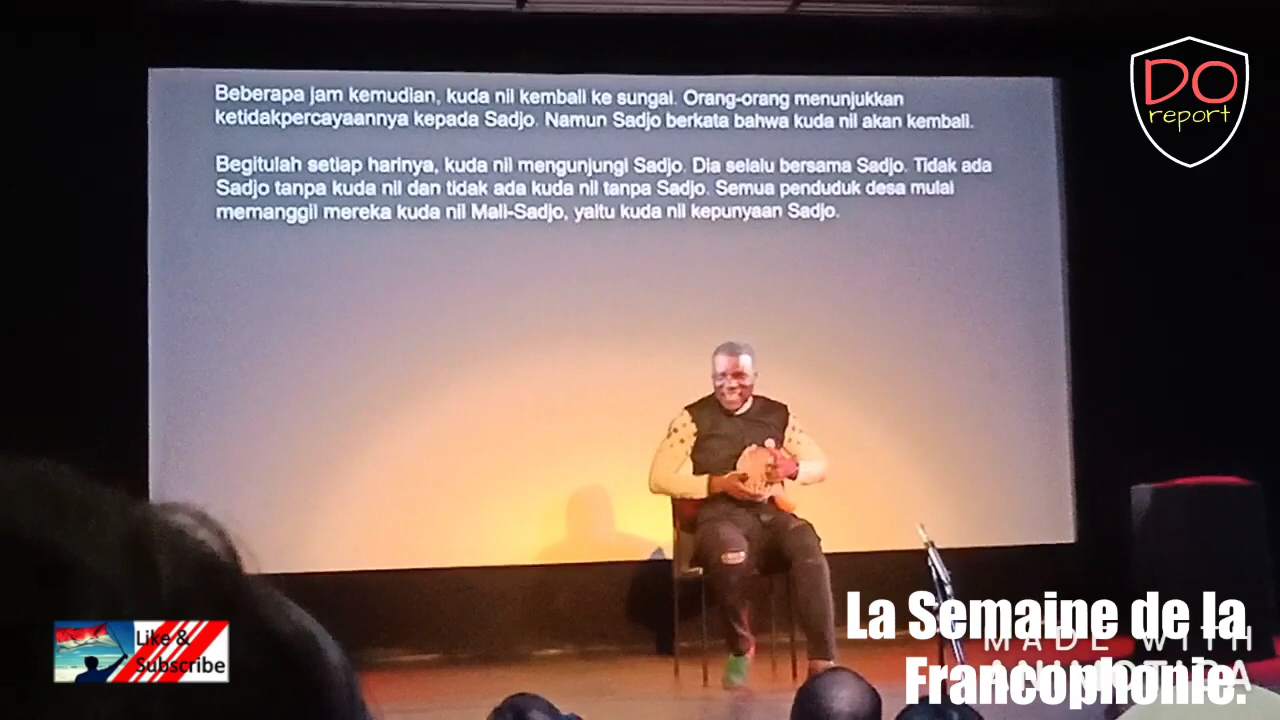 Beberapa jam kemudian, kuda nil kembali ke sungai. Orang-orang menunjukkan
ketidakpercayaannya kepada Sadjo. Namun Sadjo berkata bahwa kuda nil akan kembali.
Begitulah setiap harinya, kuda nil mengunjungi Sadjo. Dia selalu bersama Sadjo. Tidak ada
Sadjo tanpa kuda nil dan tidak ada kuda nil tanpa Sadjo. Semua penduduk desa mulai
memanggil mereka kuda nil Mali-Sadjo, yaitu kuda nil kepunyaan Sadjo.
DO
report
Like &
Subscribe
La Semaine de la
Francophonie.
MADE WITH